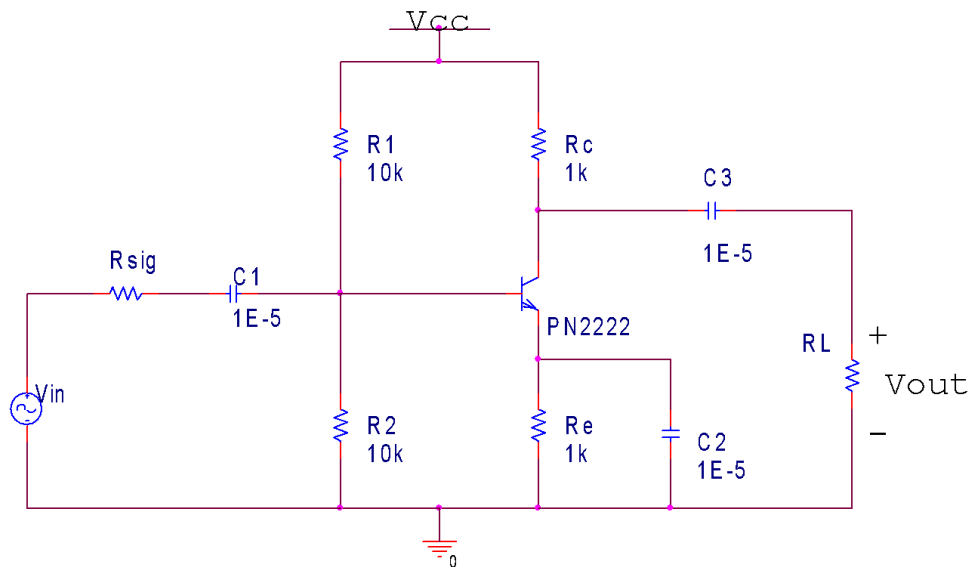 Vcc
R1
10k
Rc
1k
C3
1E-5
Rsig
C1
1E-5
PN2222
Vin
R2
10k
Re
1k
C2
1E-5
RL
+
Vout
-
0